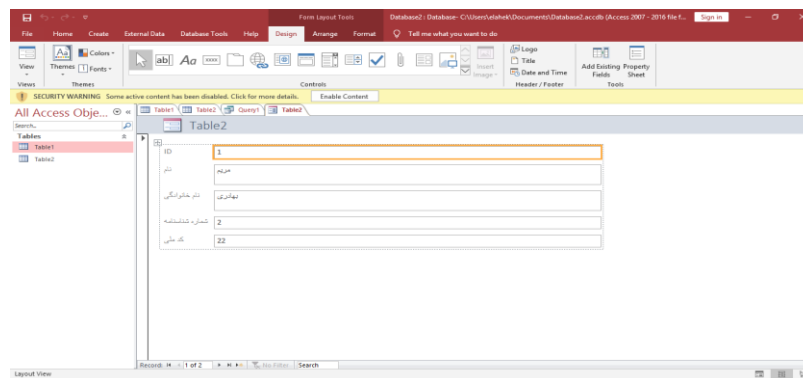 Form Layout Tools
Database2 : Database- C:\Users\elahek\Documents\Database2.accdb (Access 2007 - 2016 file f...
Sign in
File Home Create External Data Database Tools Help Design Arrange Format Tell me what you want to do
View
Themes
Colors
Fonts
Aa
ab|
Aa
xxxx
Insert Image
Logo
Title
Date and Time
Add Existing Fields
Property Sheet
Views Themes Controls Header / Footer Tools
SECURITY WARNING Some active content has been disabled. Click for more details. Enable Content
All Access Obje...
Table1 Table2 Query1 Table2
Search..
Tables
Table1
Table2
Table2
ID 1
نام مریم
نام خانوادگی بهادری
شماره شناسنامه 2
کد ملی 22
Record: 1 of 2 No Filter Search
Layout View